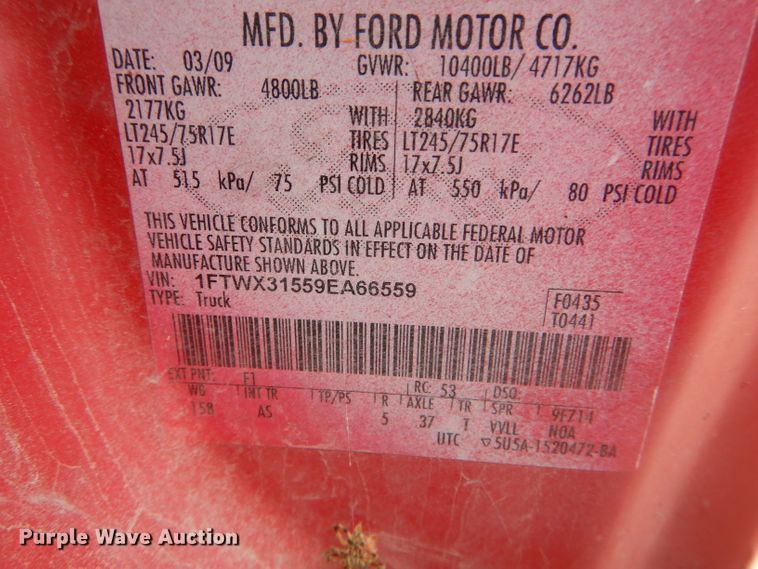 MFD. BY FORD MOTOR CO.
DATE: 03/09 GVWR: 10400LB/ 4717KG
FRONT GAWR: 4800LB REAR GAWR: 6262LB
2177KG WITH 2840KG WITH
LT245/75R17E TIRES LT245/75R17E TIRES
17x7.5J RIMS 17x7.5J RIMS
AT 515 kPa/ 75 PSI COLD AT 550 kPa/ 80 PSI COLD
THIS VEHICLE CONFORMS TO ALL APPLICABLE FEDERAL MOTOR
VEHICLE SAFETY STANDARDS IN EFFECT ON THE DATE OF
MANUFACTURE SHOWN ABOVE.
VIN: 1FTWX31559EA66559
TYPE: Truck F0435
T0441
EXT PNT: F1 RC: 53 DSO:
WB INT TR TP/PS R AXLE TR SPR 9FZ14
158 AS 5 37 T VVLL NOA
UTC ▽5U5A-1520472-BA
Purple Wave Auction